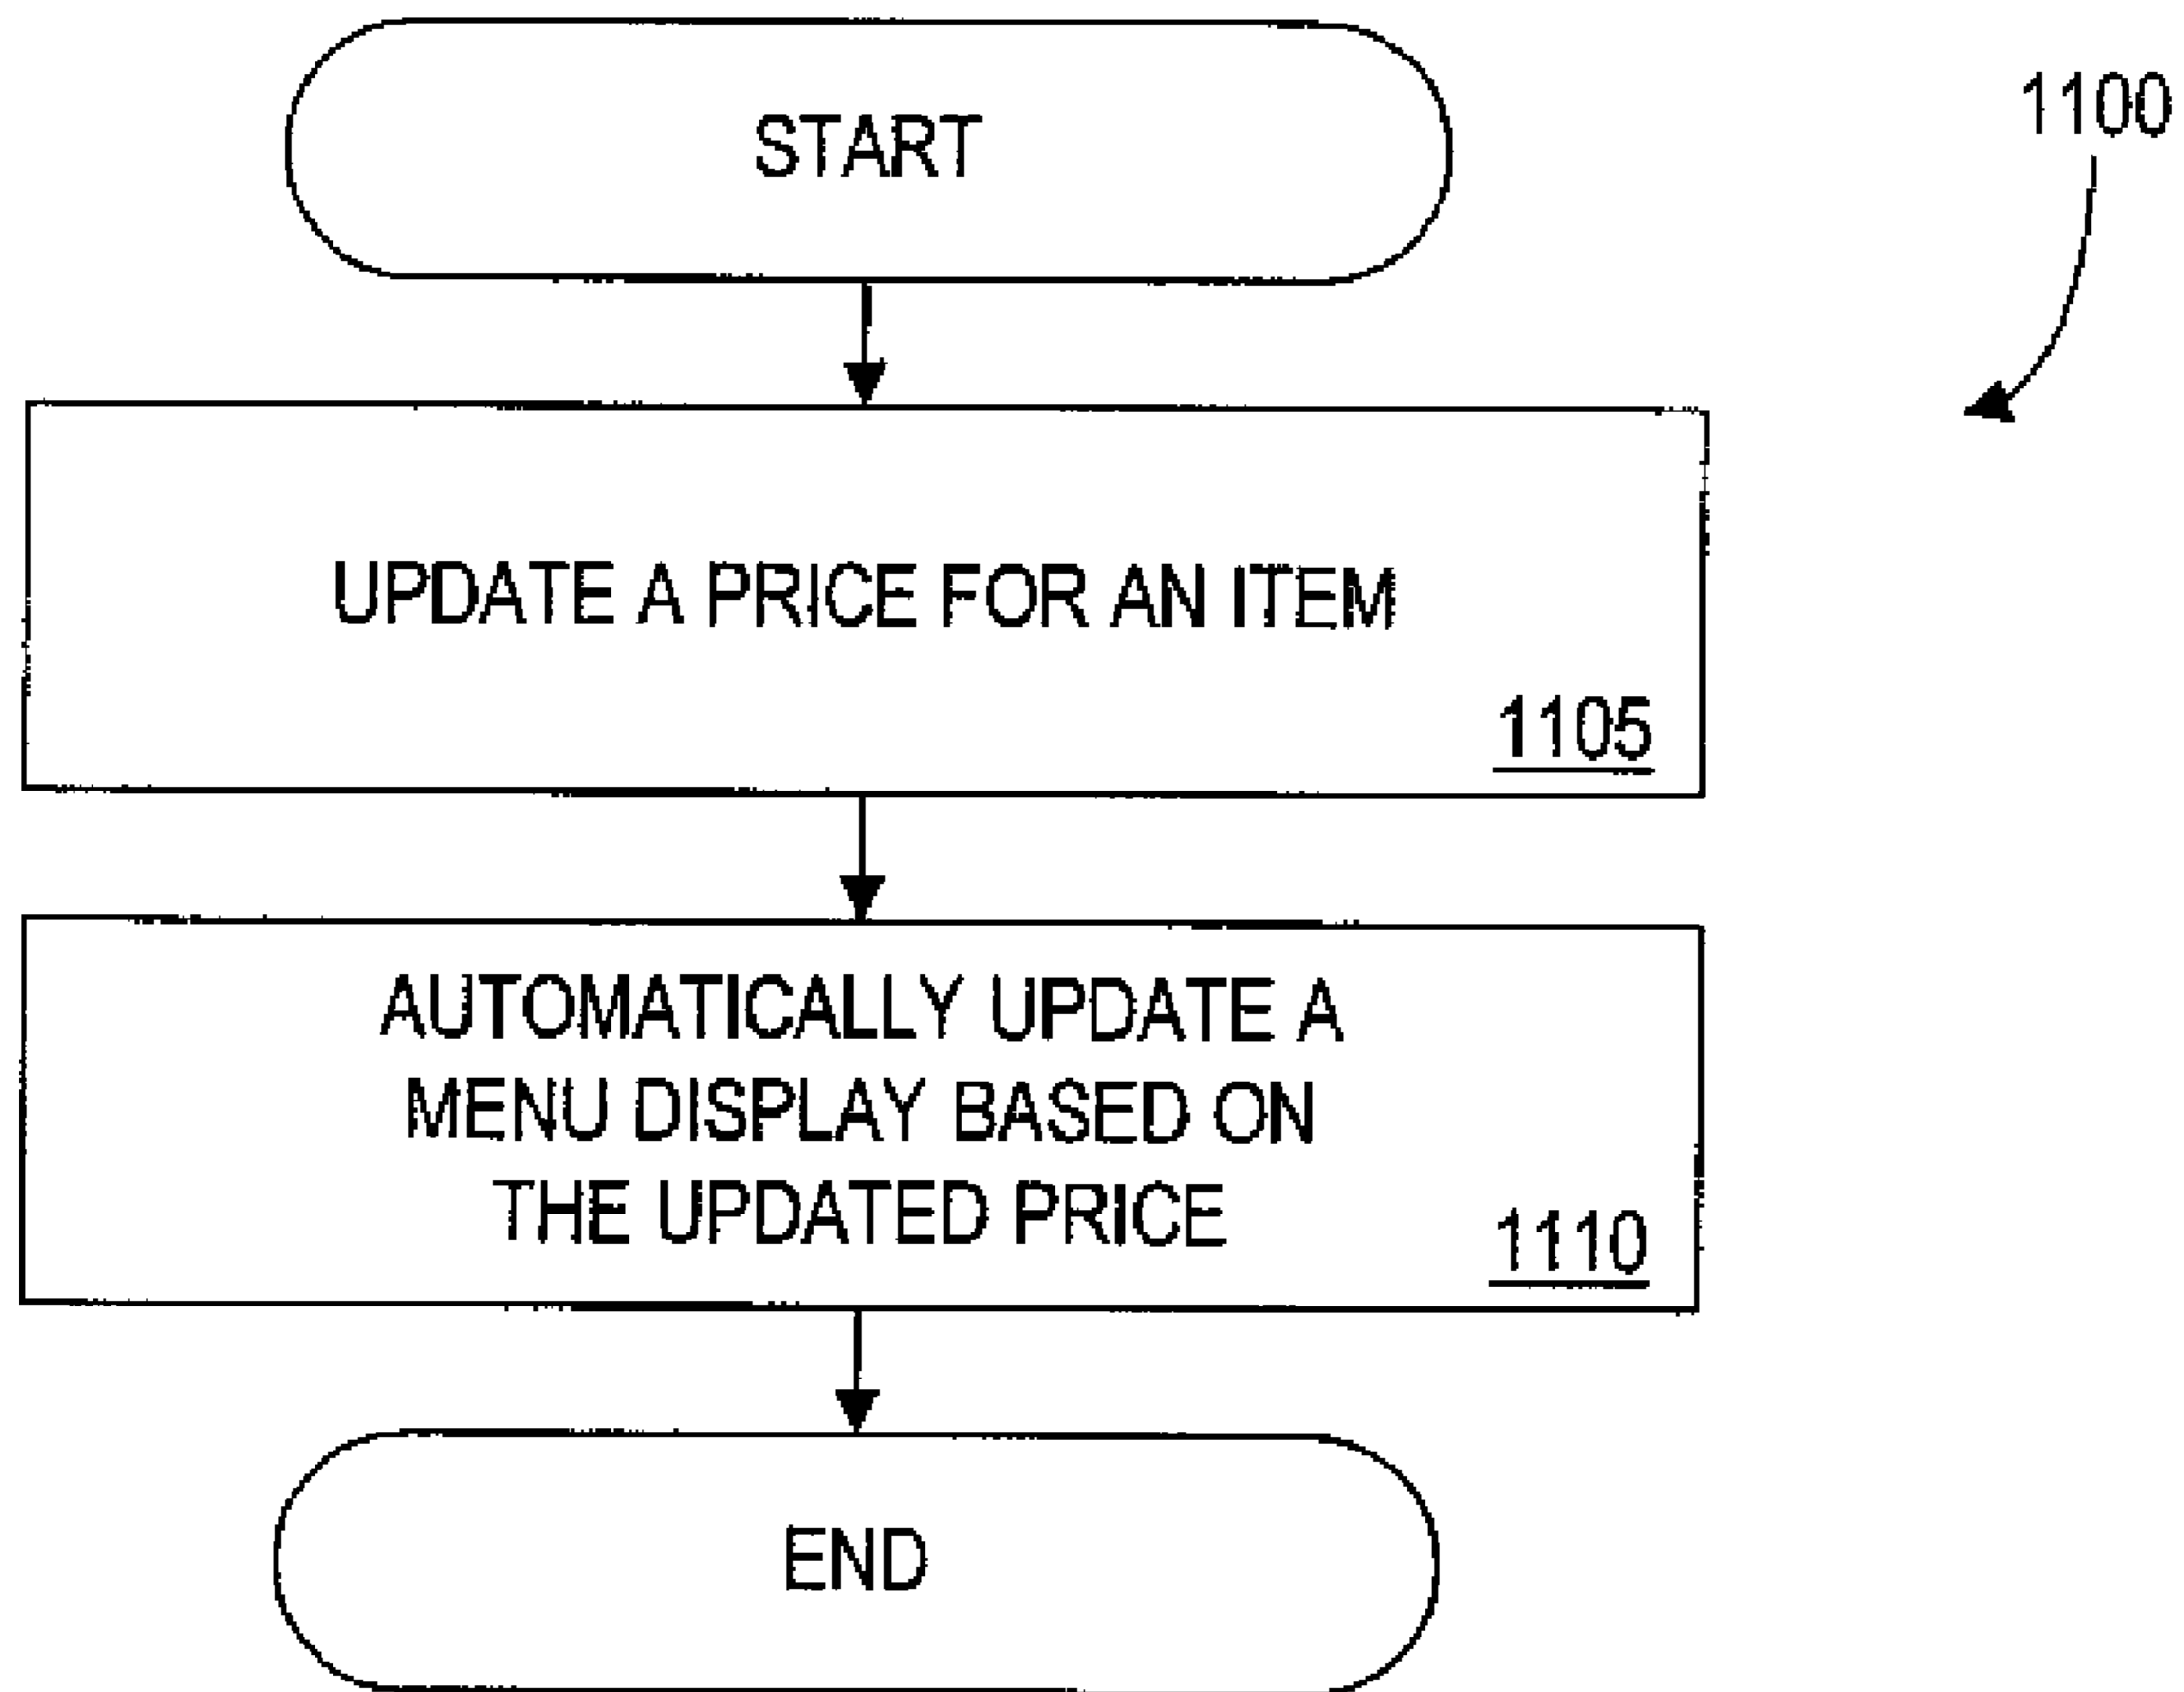 START
1100
UPDATE A PRICE FOR AN ITEM
1105
AUTOMATICALLY UPDATE A
MENU DISPLAY BASED ON
THE UPDATED PRICE
1110
END